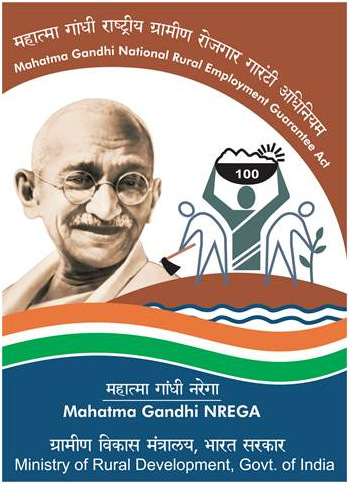 महात्मा गांधी राष्ट्रीय ग्रामीण रोजगार गारंटी अधिनियम
Mahatma Gandhi National Rural Employment Guarantee Act
100
महात्मा गांधी नरेगा
Mahatma Gandhi NREGA
ग्रामीण विकास मंत्रालय, भारत सरकार
Ministry of Rural Development, Govt. of India